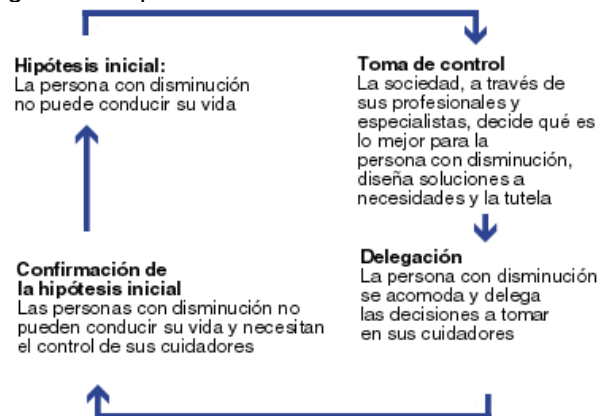 Hipótesis inicial:
La persona con disminución
no puede conducir su vida
Toma de control
La sociedad, a través de
sus profesionales y
especialistas, decide qué es
lo mejor para la
persona con disminución,
diseña soluciones a
necesidades y la tutela
Delegación
La persona con disminución
se acomoda y delega
las decisiones a tomar
en sus cuidadores
Confirmación de
la hipótesis inicial
Las personas con disminución no
pueden conducir su vida y necesitan
el control de sus cuidadores